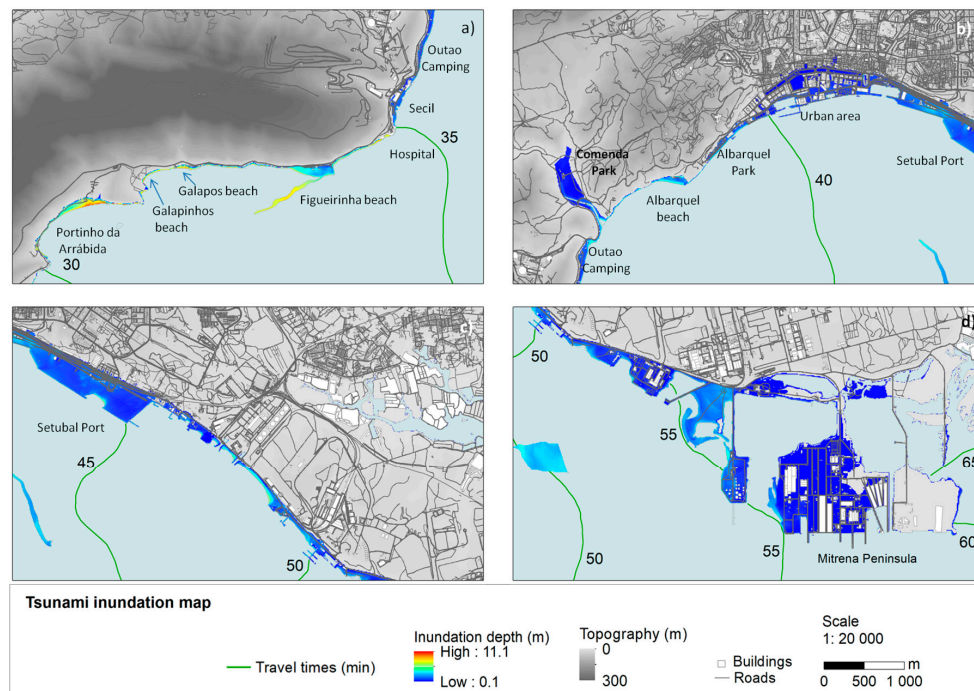 a)
Outao
Camping
Secil
35
Hospital
Galapos beach
Galapinhos
beach
Figueirinha beach
Portinho da
Arrábida
30
b)
Urban area
Comenda
Park
Albarquel
Park
Setubal Port
40
Albarquel
beach
Outao
Camping
c)
Setubal Port
45
50
d)
50
55
65
60
50
55
Mitrena Peninsula
Tsunami inundation map
Travel times (min)
Inundation depth (m)
High : 11.1
Low : 0.1
Topography (m)
0
300
Buildings
Roads
Scale
1: 20 000
m
0 500 1 000